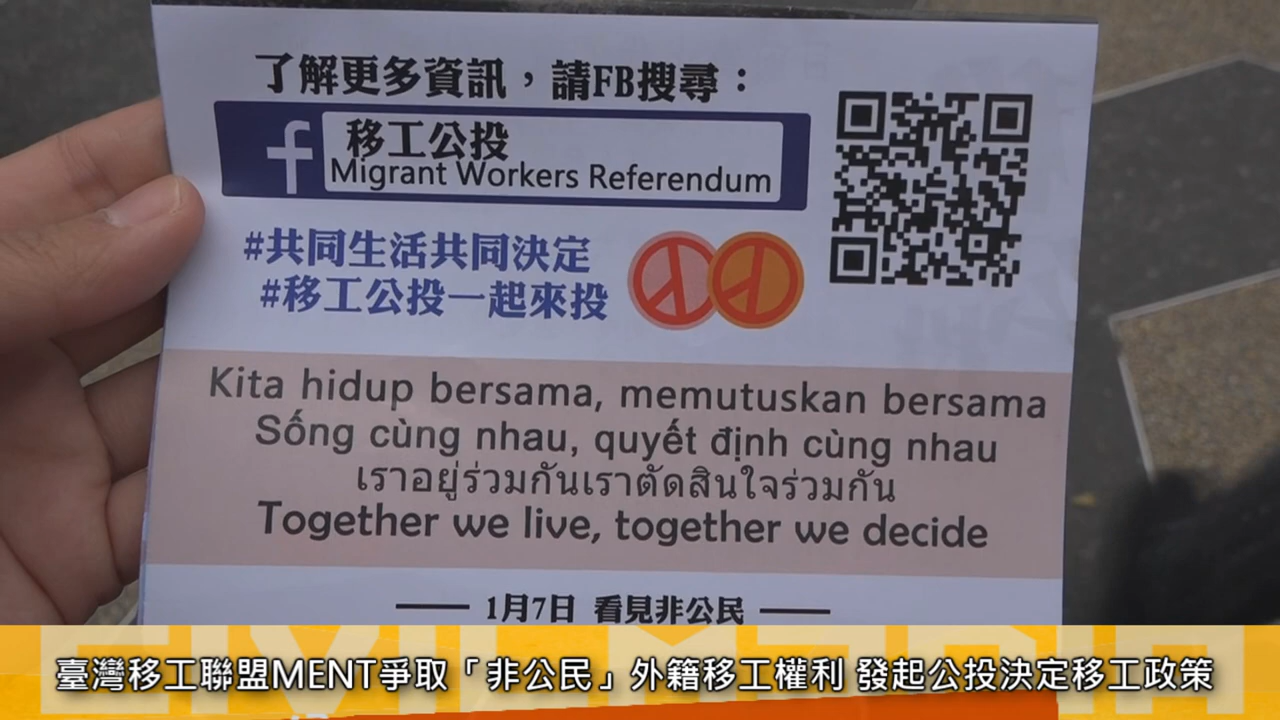 了解更多資訊，請FB搜尋：
f
移工公投
Migrant Workers Referendum
#共同生活共同決定
#移工公投一起來投
Kita hidup bersama, memutuskan bersama
Sống cùng nhau, quyết định cùng nhau
เราอยู่ร่วมกันเราตัดสินใจร่วมกัน
Together we live, together we decide
1月7日 看見非公民
臺灣移工聯盟MENT爭取「非公民」外籍移工權利 發起公投決定移工政策